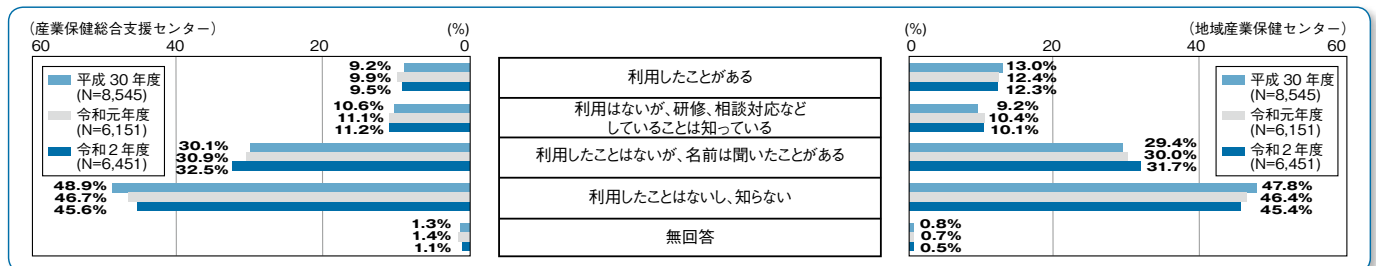 (産業保健総合支援センター) (%)
60 40 20 0
平成30年度
(N=8,545)
令和元年度
(N=6,151)
令和2年度
(N=6,451)
9.2%
9.9%
9.5%
10.6%
11.1%
11.2%
30.1%
30.9%
32.5%
48.9%
46.7%
45.6%
1.3%
1.4%
1.1%
利用したことがある
利用はないが、研修、相談対応など
していることは知っている
利用したことはないが、名前は聞いたことがある
利用したことはないし、知らない
無回答
(%) (地域産業保健センター)
0 20 40 60
13.0%
12.4%
12.3%
9.2%
10.4%
10.1%
29.4%
30.0%
31.7%
47.8%
46.4%
45.4%
0.8%
0.7%
0.5%
平成30年度
(N=8,545)
令和元年度
(N=6,151)
令和2年度
(N=6,451)